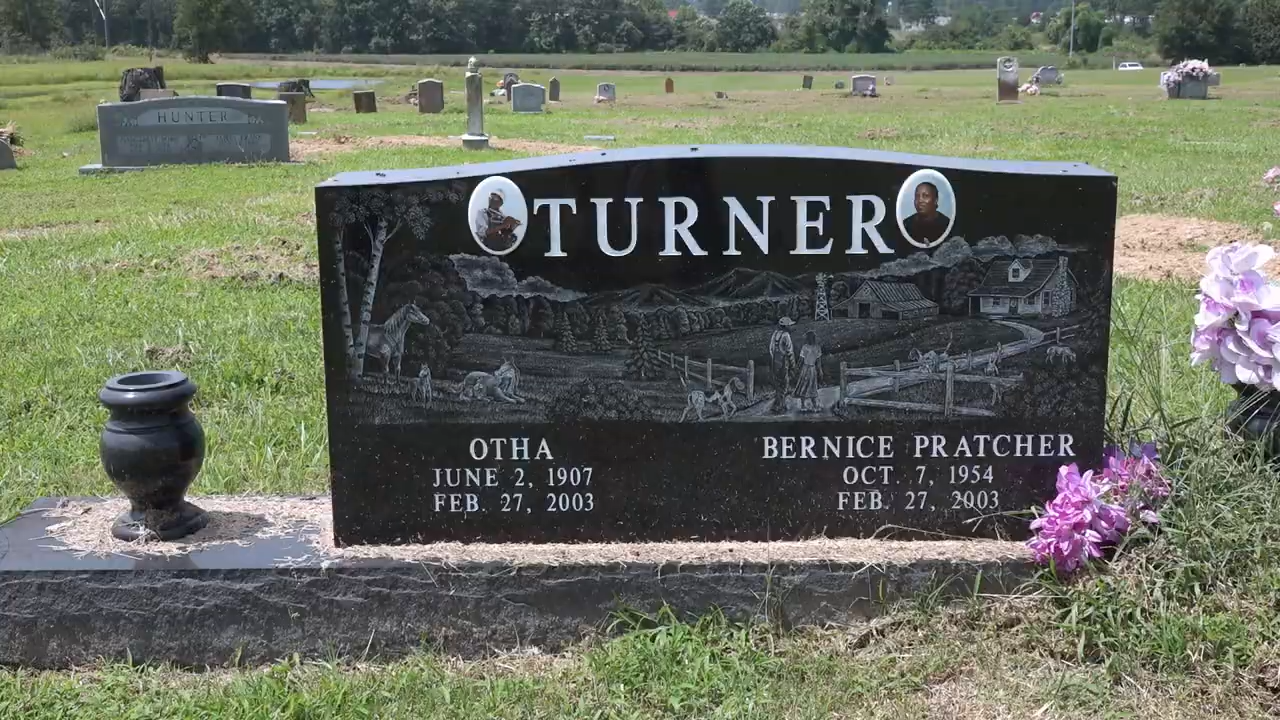 HUNTER
TURNER
OTHA
JUNE 2, 1907
FEB. 27, 2003
BERNICE PRATCHER
OCT. 7, 1954
FEB. 27, 2003